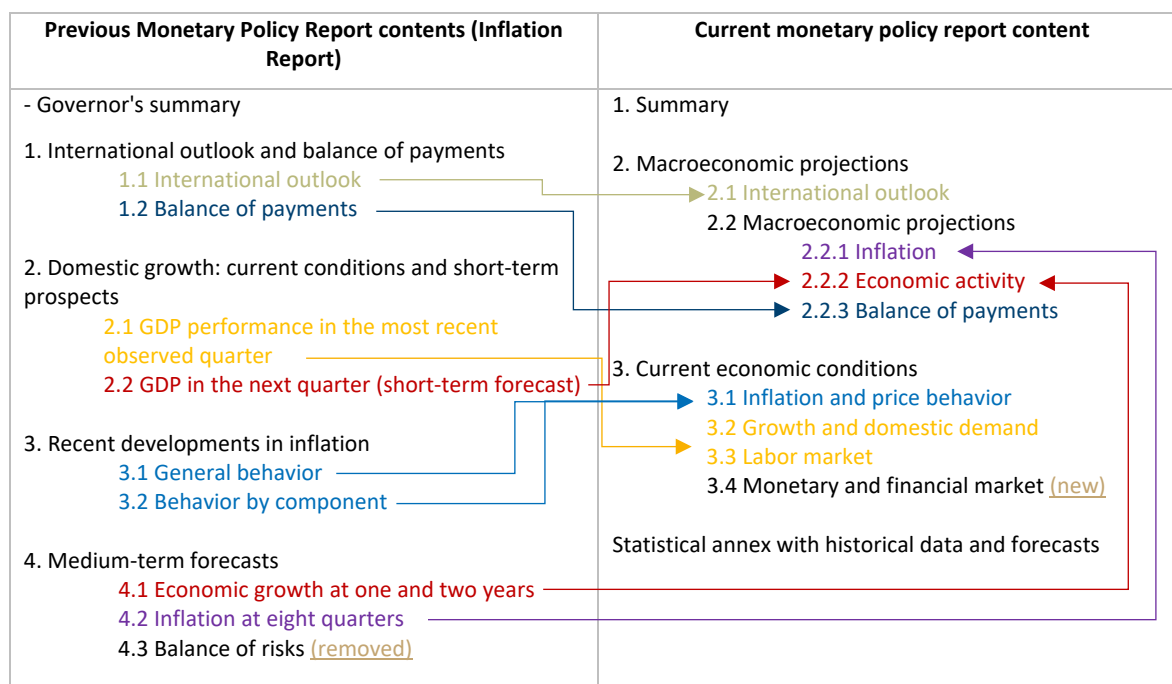 Previous Monetary Policy Report contents (Inflation
Report)
- Governor's summary
1. International outlook and balance of payments
1.1 International outlook
1.2 Balance of payments
2. Domestic growth: current conditions and short-term
prospects
2.1 GDP performance in the most recent
observed quarter
2.2 GDP in the next quarter (short-term forecast)
3. Recent developments in inflation
3.1 General behavior
3.2 Behavior by component
4. Medium-term forecasts
4.1 Economic growth at one and two years
4.2 Inflation at eight quarters
4.3 Balance of risks (removed)
Current monetary policy report content
1. Summary
2. Macroeconomic projections
2.1 International outlook
2.2 Macroeconomic projections
2.2.1 Inflation
2.2.2 Economic activity
2.2.3 Balance of payments
3. Current economic conditions
3.1 Inflation and price behavior
3.2 Growth and domestic demand
3.3 Labor market
3.4 Monetary and financial market (new)
Statistical annex with historical data and forecasts